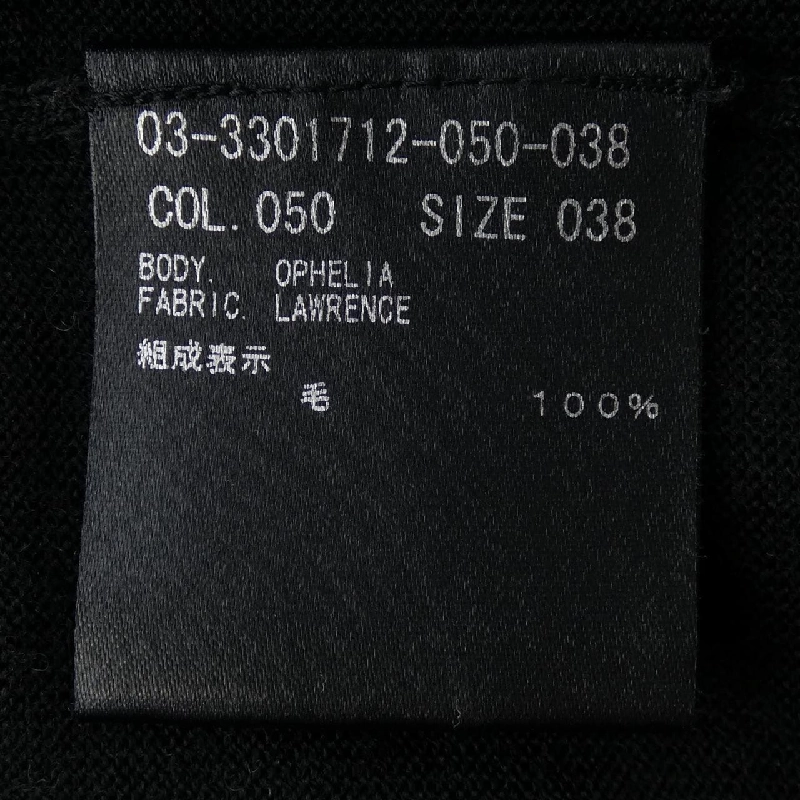 03-3301712-050-038
COL. 050 SIZE 038
BODY. OPHELIA
FABRIC. LAWRENCE
組成表示
毛 100%